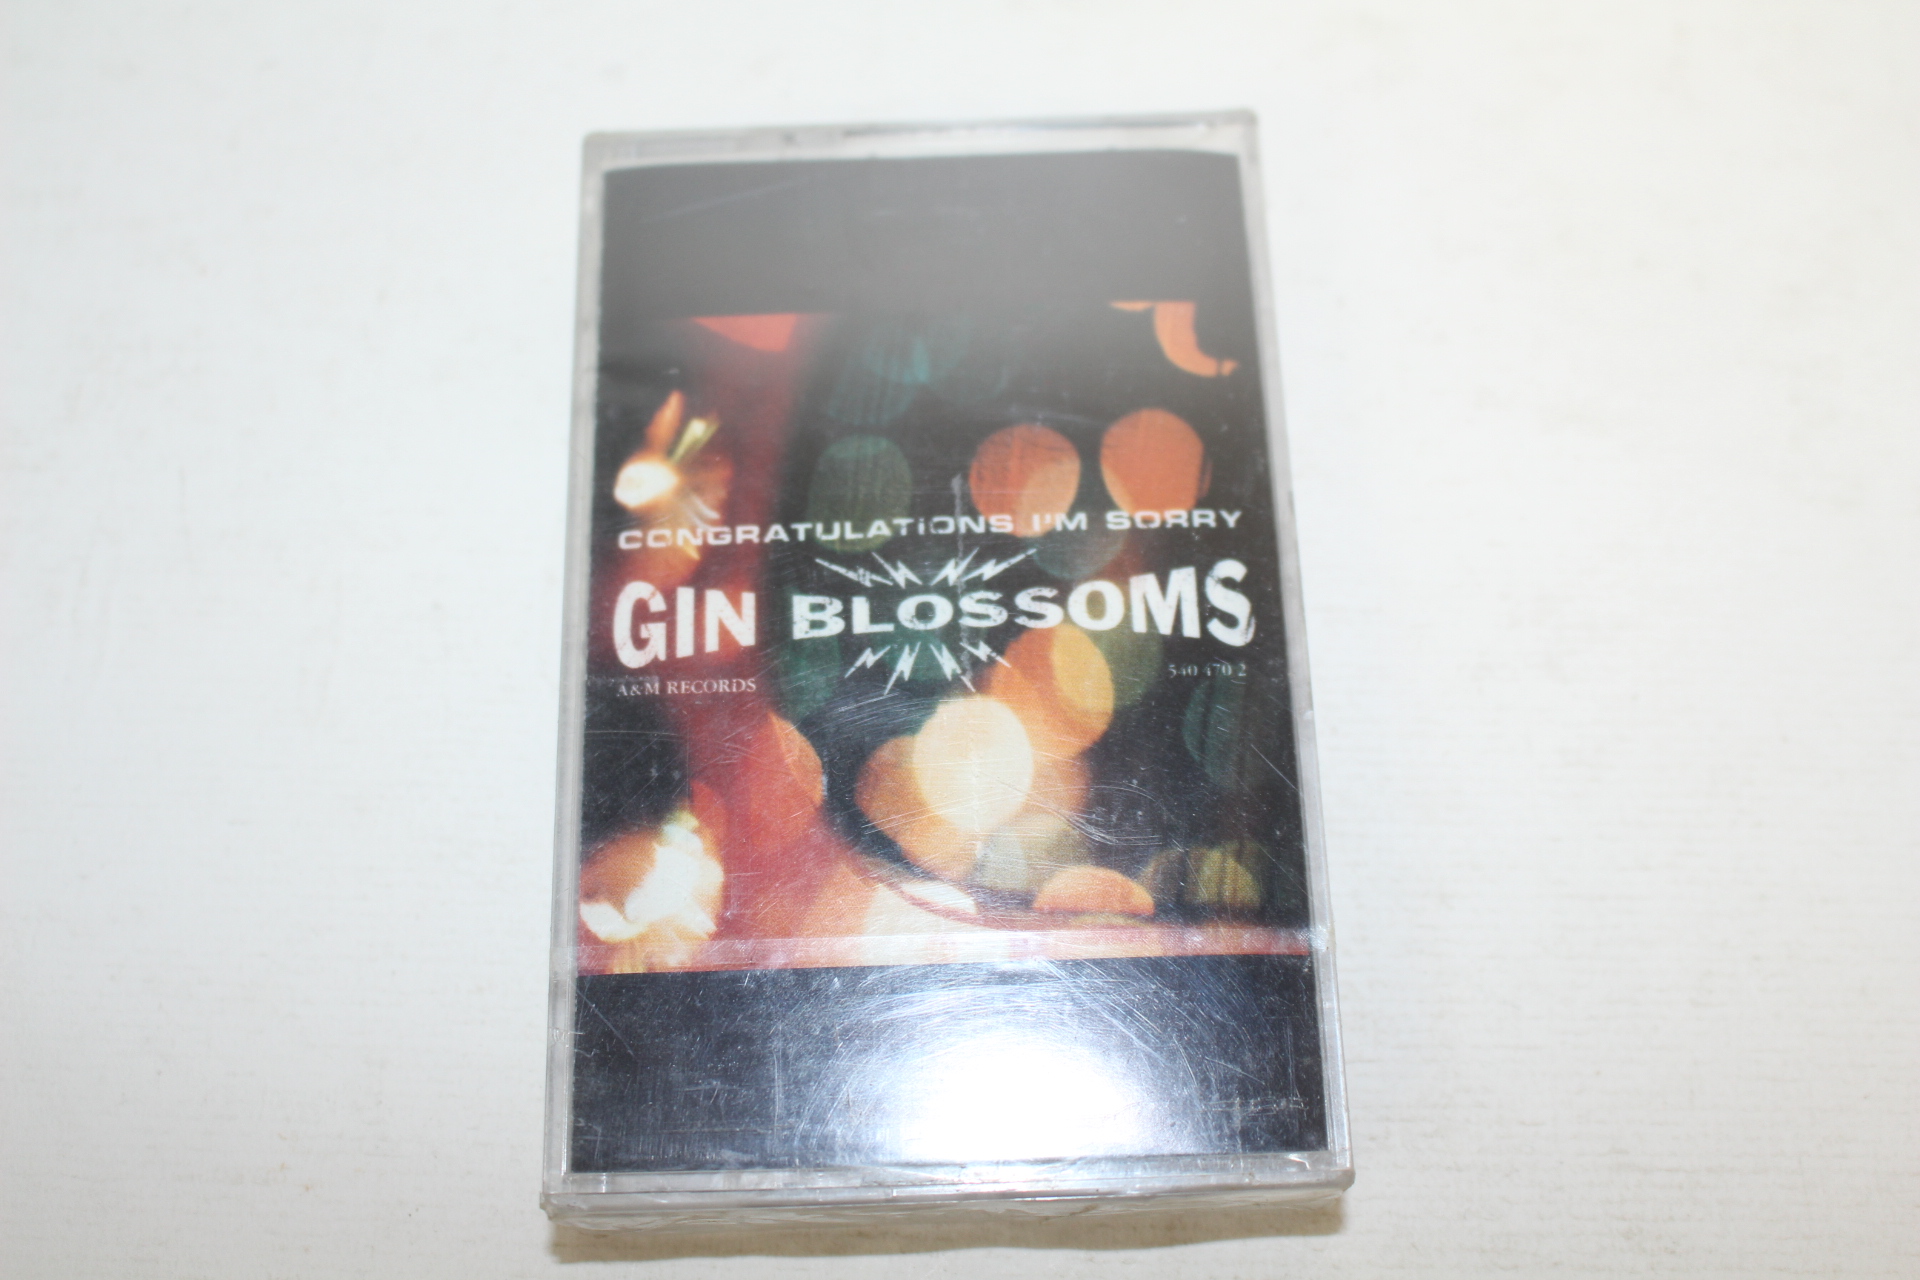 CONGRATULATIONS I'M SORRY
GIN BLOSSOMS
A&M RECORDS 540 470 2